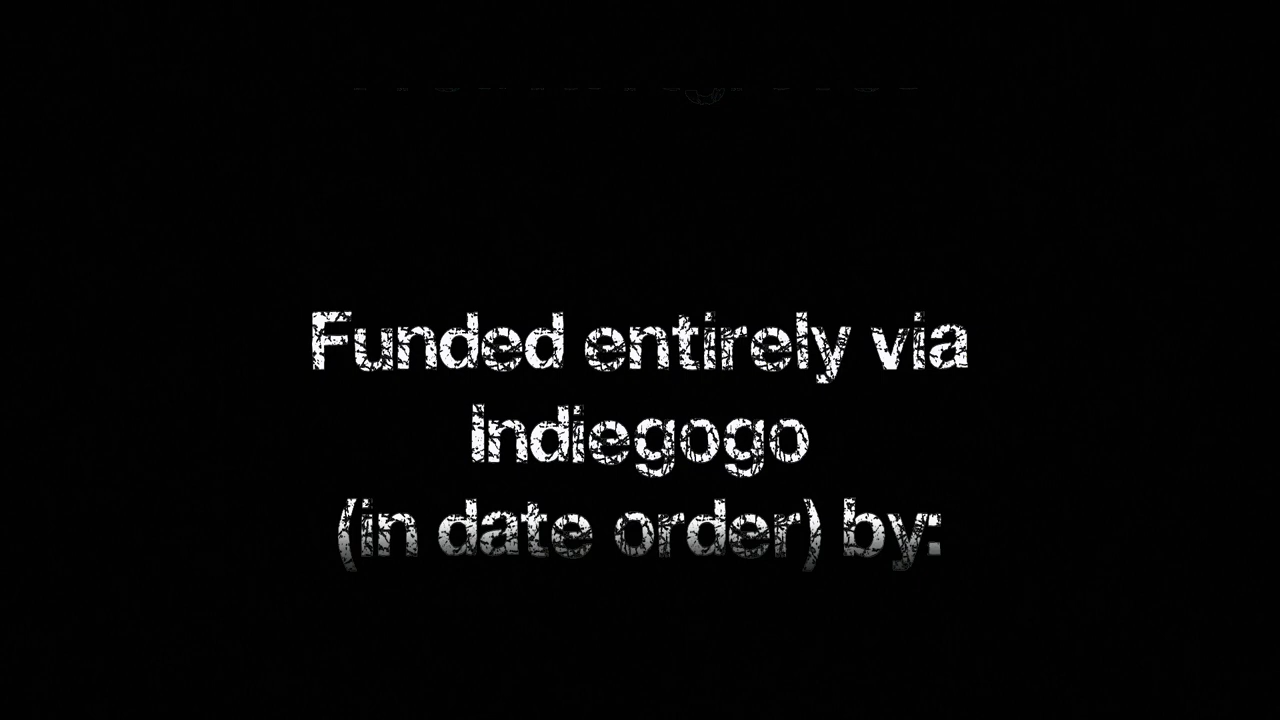 Funded entirely via
Indiegogo
(in date order) by: